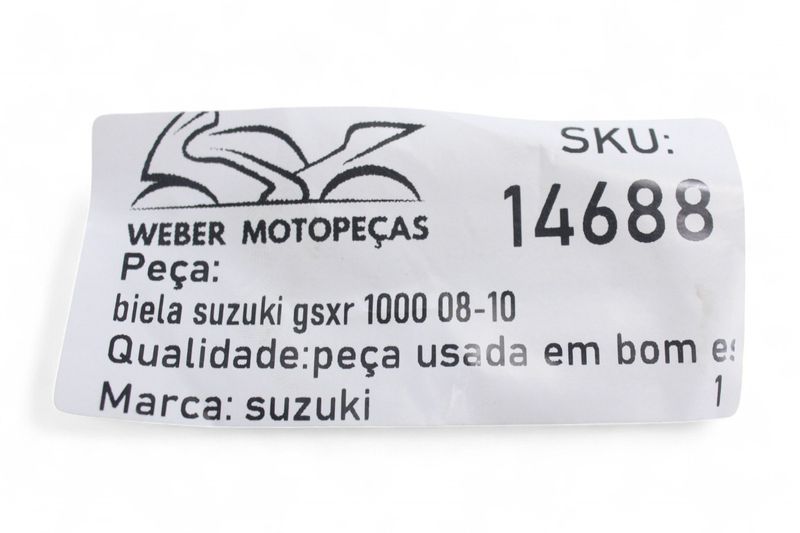 SKU:
14688
WEBER MOTOPEÇAS
Peça:
biela suzuki gsxr 1000 08-10
Qualidade:peça usada em bom
Marca: suzuki
1